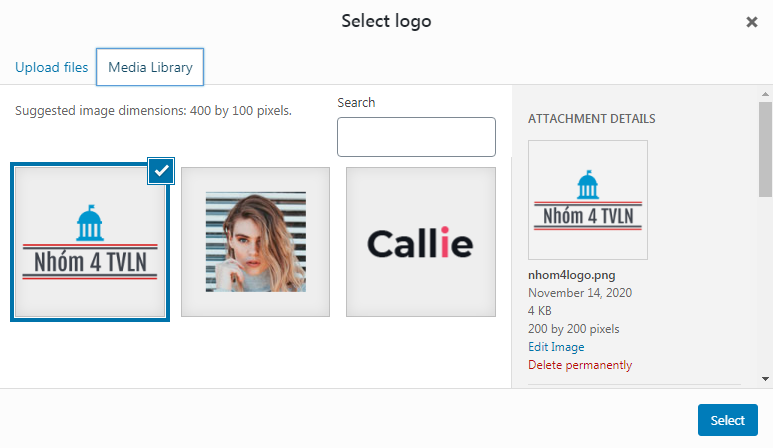 Select logo
Upload files
Media Library
Suggested image dimensions: 400 by 100 pixels.
Search
Nhóm 4 TVLN
Callie
ATTACHMENT DETAILS
Nhóm 4 TVLN
nhom4logo.png
November 14, 2020
4 KB
200 by 200 pixels
Edit Image
Delete permanently
Select